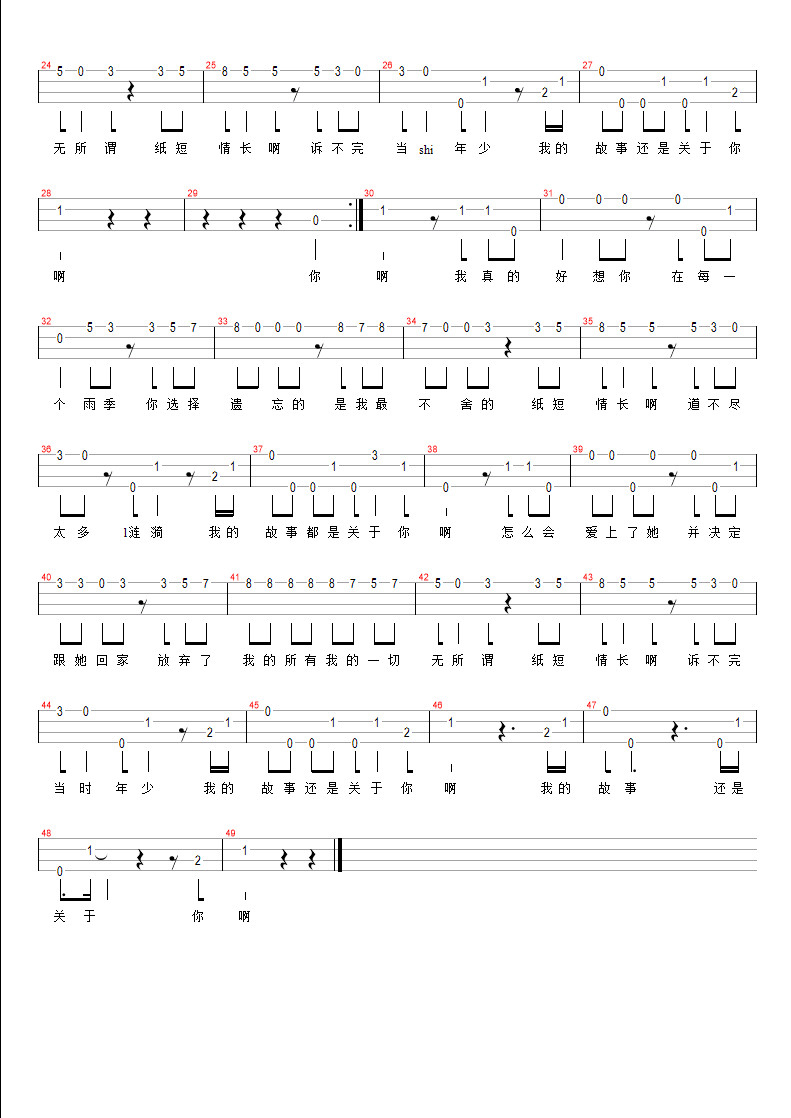 24 25 26 27
5 0 3 3 5 8 5 5 5 3 0 3 0 0 1 2 1 0 0 0 1 0 1 2
无所谓 纸短 情长啊 诉不完 当shi年少 我的 故事还是关于你
28 29 30 31
1 0 1 1 1 0 0 0 0 0 0 1
啊 你 啊 我真的 好想你 在每一
32 33 34 35
0 5 3 3 5 7 8 0 0 0 8 7 8 7 0 0 3 3 5 8 5 5 5 3 0
个雨季 你选择 遗忘的 是我最 不舍的 纸短 情长啊 道不尽
36 37 38 39
3 0 0 1 2 1 0 0 0 1 0 3 1 0 1 1 0 0 0 0 0 0 0 1
太多 1涟漪 我的 故事都是关于你 啊 怎么会 爱上了她 并决定
40 41 42 43
3 3 0 3 3 5 7 8 8 8 8 8 7 5 7 5 0 3 3 5 8 5 5 5 3 0
跟她回家 放弃了 我的所有我的一切 无所谓 纸短 情长啊 诉不完
44 45 46 47
3 0 0 1 2 1 0 0 0 1 0 1 2 1 2 1 0 0 0 1
当时年少 我的 故事还是关于你 啊 我的 故事 还是
48 49
0 1 2 1
关于 你 啊